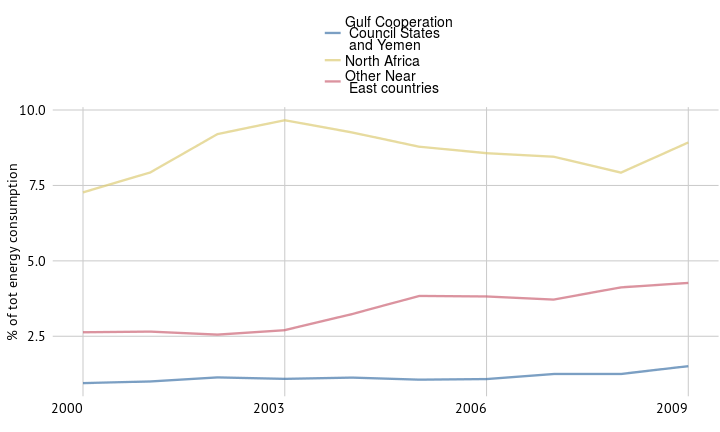 Gulf Cooperation
Council States
and Yemen
North Africa
Other Near
East countries
% of tot energy consumption
10.0
7.5
5.0
2.5
2000
2003
2006
2009